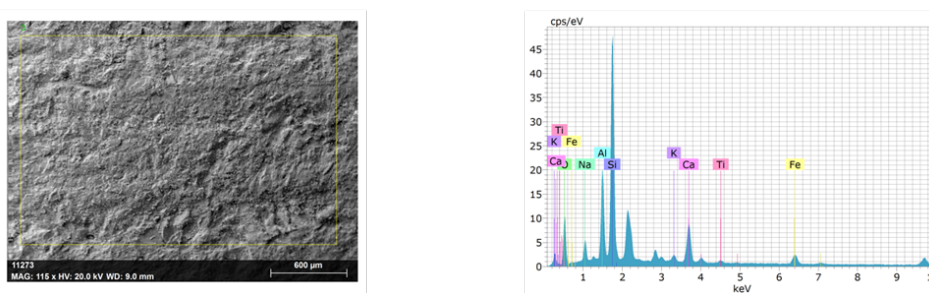 11273
MAG: 115 x HV: 20.0 kV WD: 9.0 mm
600 µm
cps/eV
45
40
35
30
25
20
15
10
5
0
Ti
K Fe
Ca O Na Al Si K Ca Ti Fe
1 2 3 4 5 6 7 8 9
keV